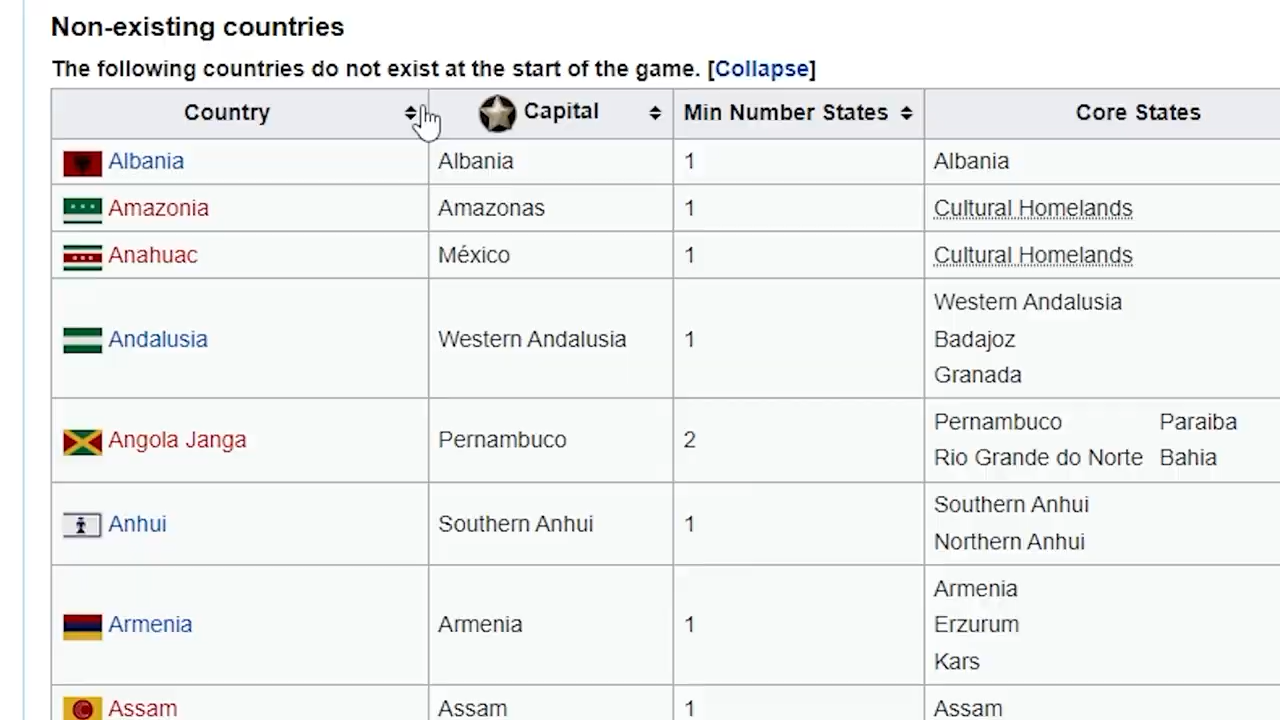 Non-existing countries
The following countries do not exist at the start of the game. [Collapse]
Country Capital Min Number States Core States
Albania Albania 1 Albania
Amazonia Amazonas 1 Cultural Homelands
Anahuac México 1 Cultural Homelands
Andalusia Western Andalusia 1 Western Andalusia
Badajoz
Granada
Angola Janga Pernambuco 2 Pernambuco Paraiba
Rio Grande do Norte Bahia
Anhui Southern Anhui 1 Southern Anhui
Northern Anhui
Armenia Armenia 1 Armenia
Erzurum
Kars
Assam Assam 1 Assam